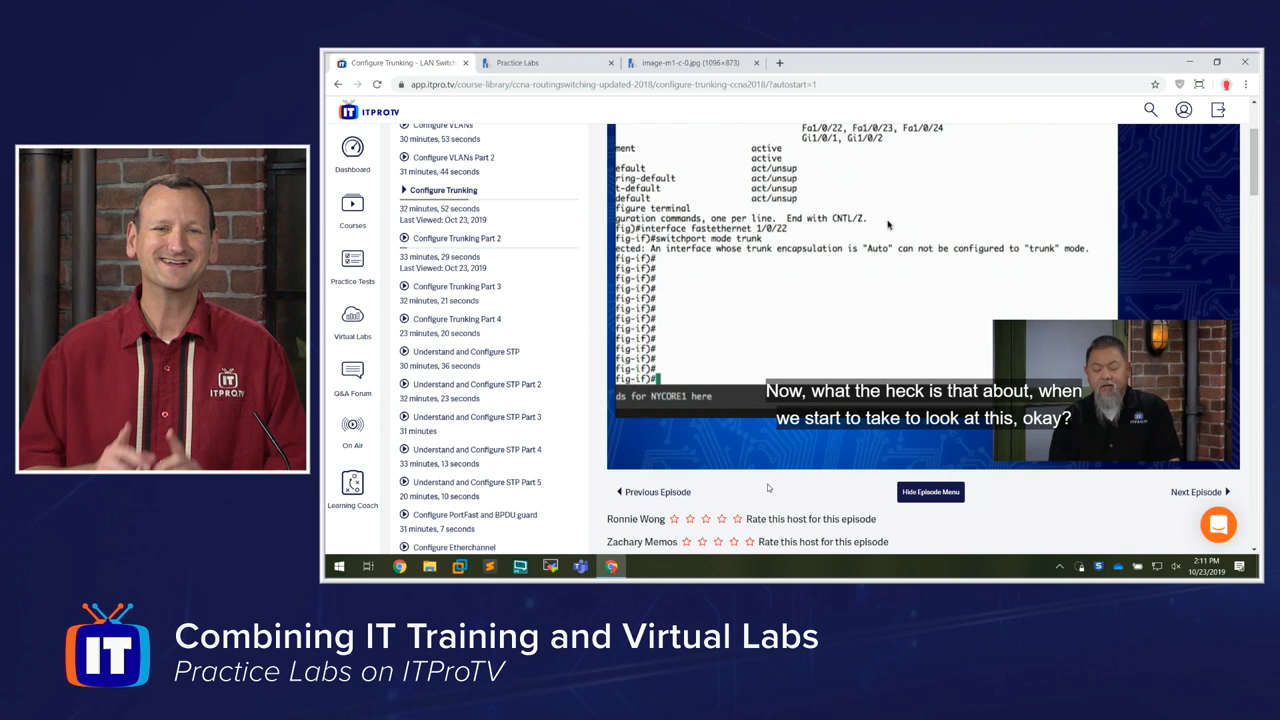 Configure Trunking - LAN Switch
Practice Labs
image-m1-c-0.jpg (1096×873)
app.itpro.tv/course-library/ccna-routingswitching-updated-2018/configure-trunking-ccna2018/?autostart=1
IT ITPRO.TV
Dashboard
Courses
Practice Tests
Virtual Labs
Q&A Forum
On Air
Learning Coach
Configure VLANs
30 minutes, 53 seconds
Configure VLANs Part 2
31 minutes, 44 seconds
Configure Trunking
32 minutes, 52 seconds
Last Viewed: Oct 23, 2019
Configure Trunking Part 2
33 minutes, 29 seconds
Last Viewed: Oct 23, 2019
Configure Trunking Part 3
32 minutes, 21 seconds
Configure Trunking Part 4
23 minutes, 20 seconds
Understand and Configure STP
30 minutes, 36 seconds
Understand and Configure STP Part 2
32 minutes, 23 seconds
Understand and Configure STP Part 3
31 minutes
Understand and Configure STP Part 4
33 minutes, 13 seconds
Understand and Configure STP Part 5
20 minutes, 10 seconds
Configure PortFast and BPDU guard
31 minutes, 7 seconds
Configure Etherchannel
Fa1/0/22, Fa1/0/23, Fa1/0/24
Gi1/0/1, Gi1/0/2
ment active
active
efault act/unsup
ring-default act/unsup
t-default act/unsup
default act/unsup
figure terminal
guration commands, one per line. End with CNTL/Z.
fig)#interface fastethernet 1/0/22
fig-if)#switchport mode trunk
ected: An interface whose trunk encapsulation is "Auto" can not be configured to "trunk" mode.
fig-if)#
fig-if)#
fig-if)#
fig-if)#
fig-if)#
fig-if)#
fig-if)#
fig-if)#
fig-if)#
fig-if)#
fig-if)#
fig-if)#
fig-if)#
ds for NYCORE1 here
Now, what the heck is that about, when
we start to take to look at this, okay?
Previous Episode
Hide Episode Menu
Next Episode
Ronnie Wong Rate this host for this episode
Zachary Memos Rate this host for this episode
2:11 PM
10/23/2019
IT
ITPRO.TV
IT
Combining IT Training and Virtual Labs
Practice Labs on ITProTV